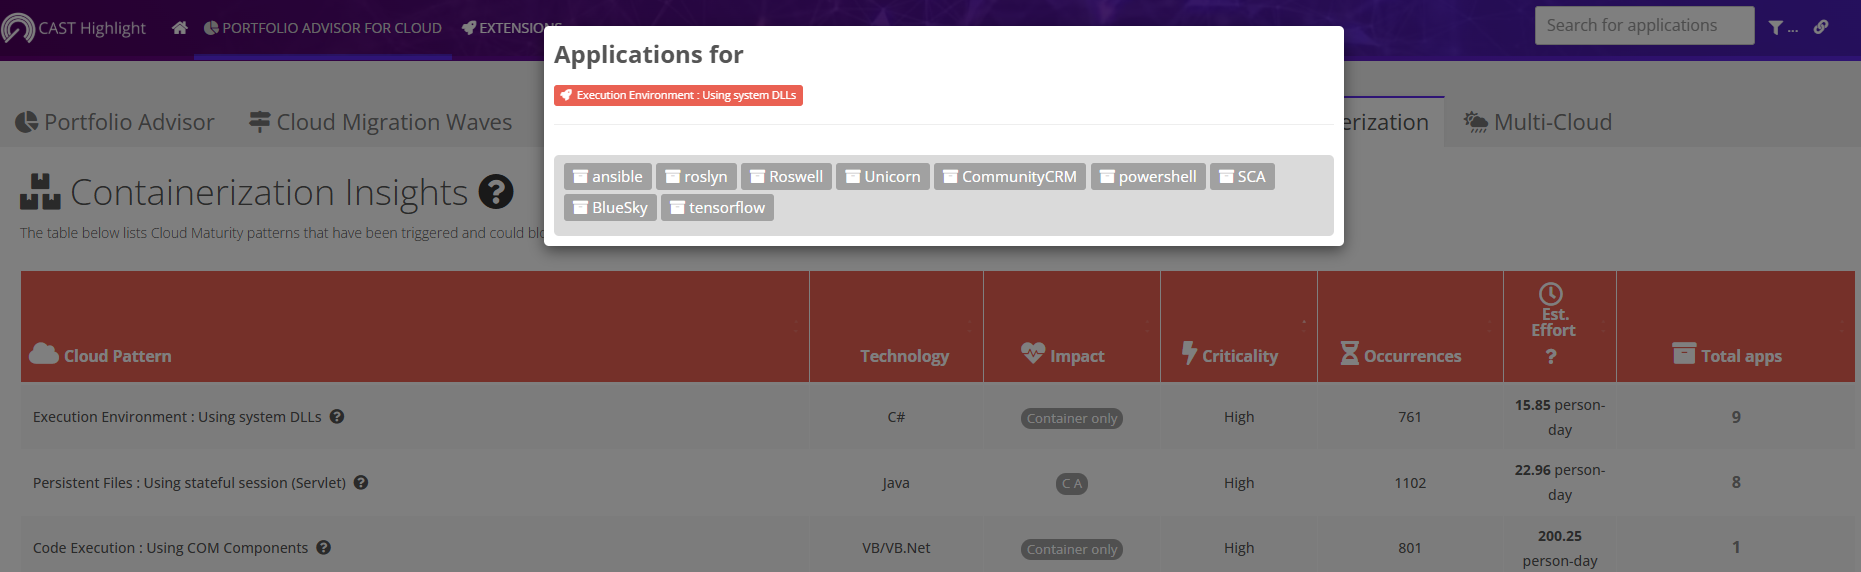 CAST Highlight PORTFOLIO ADVISOR FOR CLOUD EXTENSIONS Search for applications ...
Applications for
Execution Environment : Using system DLLs
Portfolio Advisor Cloud Migration Waves erization Multi-Cloud
ansible roslyn Roswell Unicorn CommunityCRM powershell SCA
BlueSky tensorflow
Containerization Insights ?
The table below lists Cloud Maturity patterns that have been triggered and could blo
Cloud Pattern Technology Impact Criticality Occurrences Est. Effort ? Total apps
Execution Environment : Using system DLLs ? C# Container only High 761 15.85 person-day 9
Persistent Files : Using stateful session (Servlet) ? Java C A High 1102 22.96 person-day 8
Code Execution : Using COM Components ? VB/VB.Net Container only High 801 200.25 person-day 1